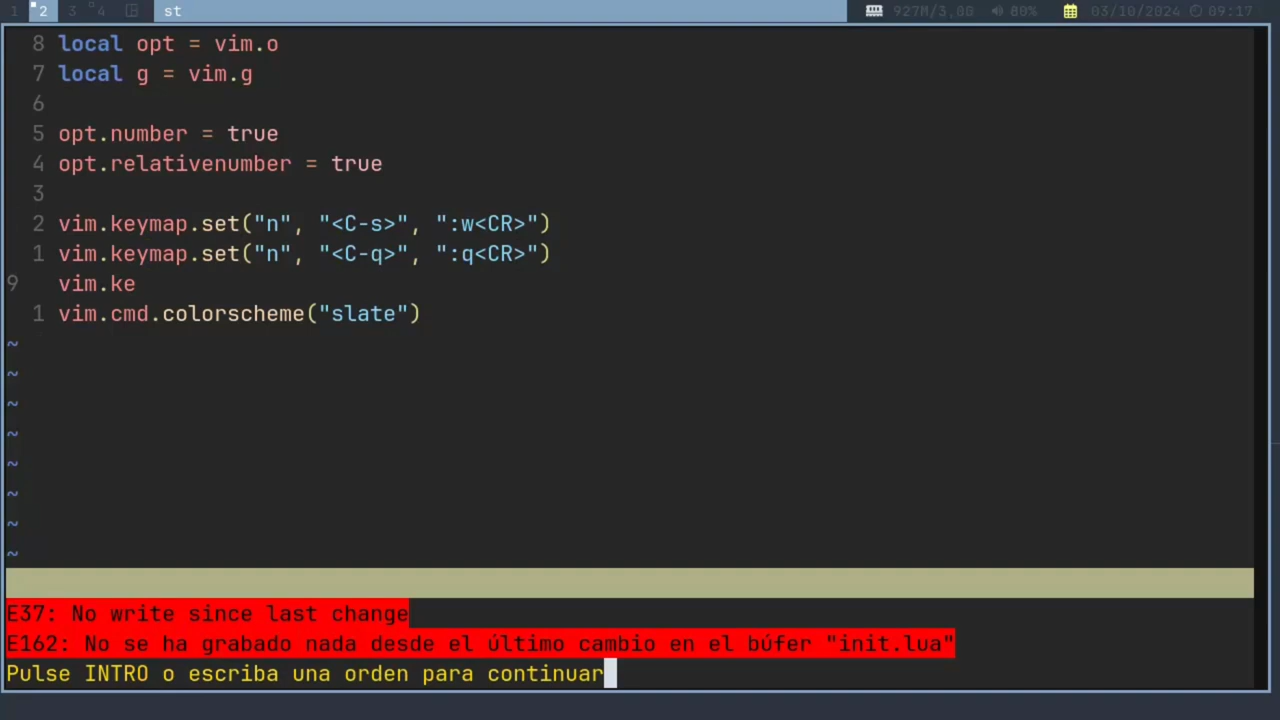 1 2 3 4 st 927M/3,00 80% 03/10/2024 09:17
8 local opt = vim.o
7 local g = vim.g
6
5 opt.number = true
4 opt.relativenumber = true
3
2 vim.keymap.set("n", "<C-s>", ":w<CR>")
1 vim.keymap.set("n", "<C-q>", ":q<CR>")
9 vim.ke
1 vim.cmd.colorscheme("slate")
~
~
~
~
~
~
~
~
E37: No write since last change
E162: No se ha grabado nada desde el último cambio en el búfer "init.lua"
Pulse INTRO o escriba una orden para continuar